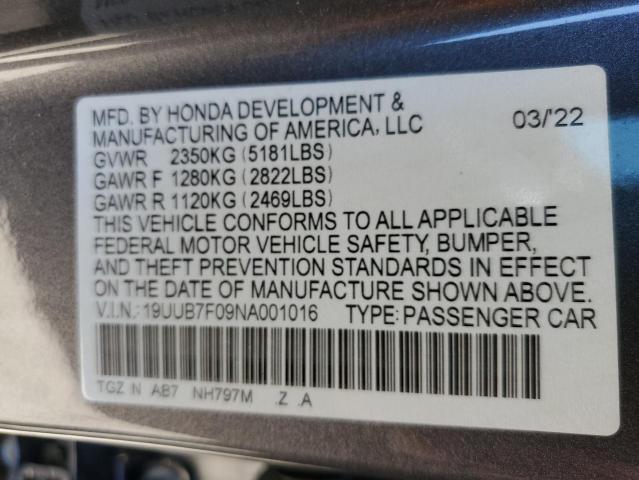 MFD. BY HONDA DEVELOPMENT &
MANUFACTURING OF AMERICA, LLC 03/'22
GVWR 2350KG (5181LBS)
GAWR F 1280KG (2822LBS)
GAWR R 1120KG (2469LBS)
THIS VEHICLE CONFORMS TO ALL APPLICABLE
FEDERAL MOTOR VEHICLE SAFETY, BUMPER,
AND THEFT PREVENTION STANDARDS IN EFFECT
ON THE DATE OF MANUFACTURE SHOWN ABOVE.
V.I.N.:19UUB7F09NA001016 TYPE:PASSENGER CAR
TGZ N AB7 NH797M .Z .A